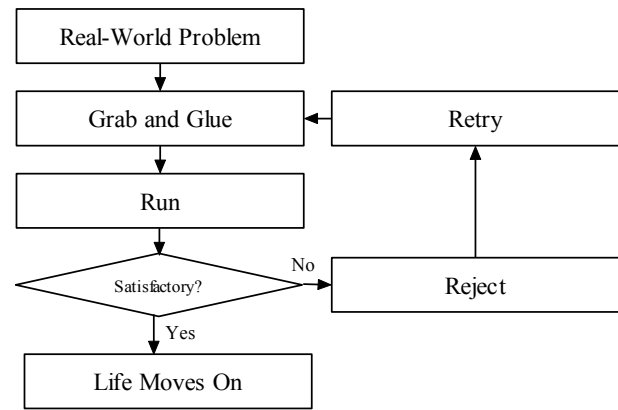 Real-World Problem
Grab and Glue
Retry
Run
Satisfactory?
No
Reject
Yes
Life Moves On